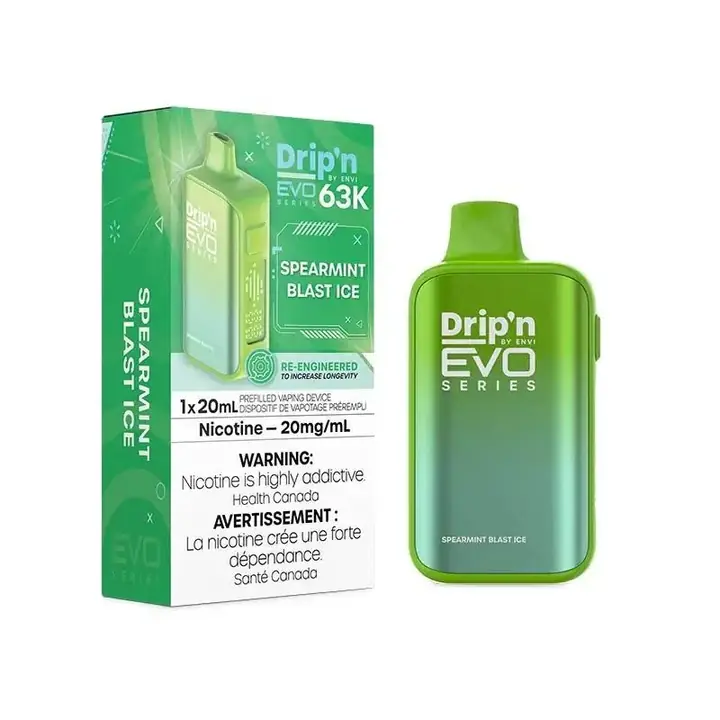 Drip'n
BY ENVI
EVO
SERIES
63K
SPEARMINT
BLAST ICE
RE-ENGINEERED
TO INCREASE LONGEVITY
1x20mL
PREFILLED VAPING DEVICE
DISPOSITIF DE VAPOTAGE PRÉREMPLI
Nicotine – 20mg/mL
WARNING:
Nicotine is highly addictive.
Health Canada
AVERTISSEMENT :
La nicotine crée une forte
dépendance.
Santé Canada
SPEARMINT
BLAST ICE
EVO
SERIES
Drip'n
BY ENVI
EVO
SERIES
SPEARMINT BLAST ICE